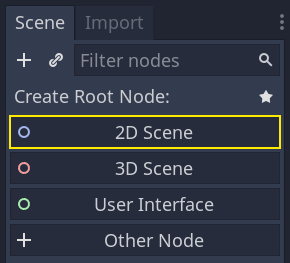 Scene Import
Filter nodes
Create Root Node:
2D Scene
3D Scene
User Interface
Other Node